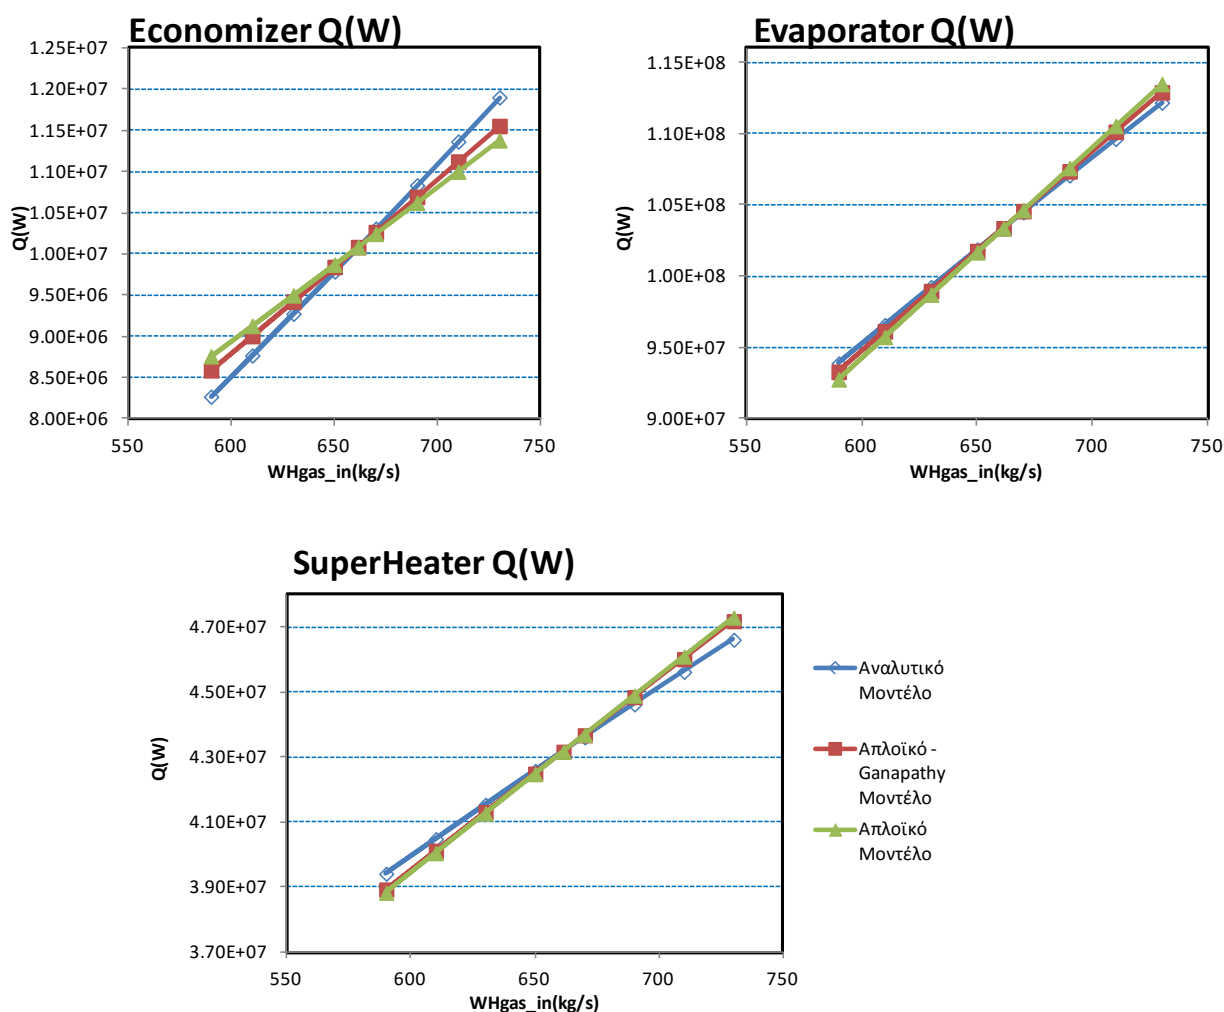 Economizer Q(W)
1.25E+07
1.20E+07
1.15E+07
1.10E+07
1.05E+07
1.00E+07
9.50E+06
9.00E+06
8.50E+06
8.00E+06
Q(W)
550 600 650 700 750
WHgas_in(kg/s)
Evaporator Q(W)
1.15E+08
1.10E+08
1.05E+08
1.00E+08
9.50E+07
9.00E+07
Q(W)
550 600 650 700 750
WHgas_in(kg/s)
SuperHeater Q(W)
4.70E+07
4.50E+07
4.30E+07
4.10E+07
3.90E+07
3.70E+07
Q(W)
550 600 650 700 750
WHgas_in(kg/s)
Αναλυτικό
Μοντέλο
Απλοϊκό -
Ganapathy
Μοντέλο
Απλοϊκό
Μοντέλο